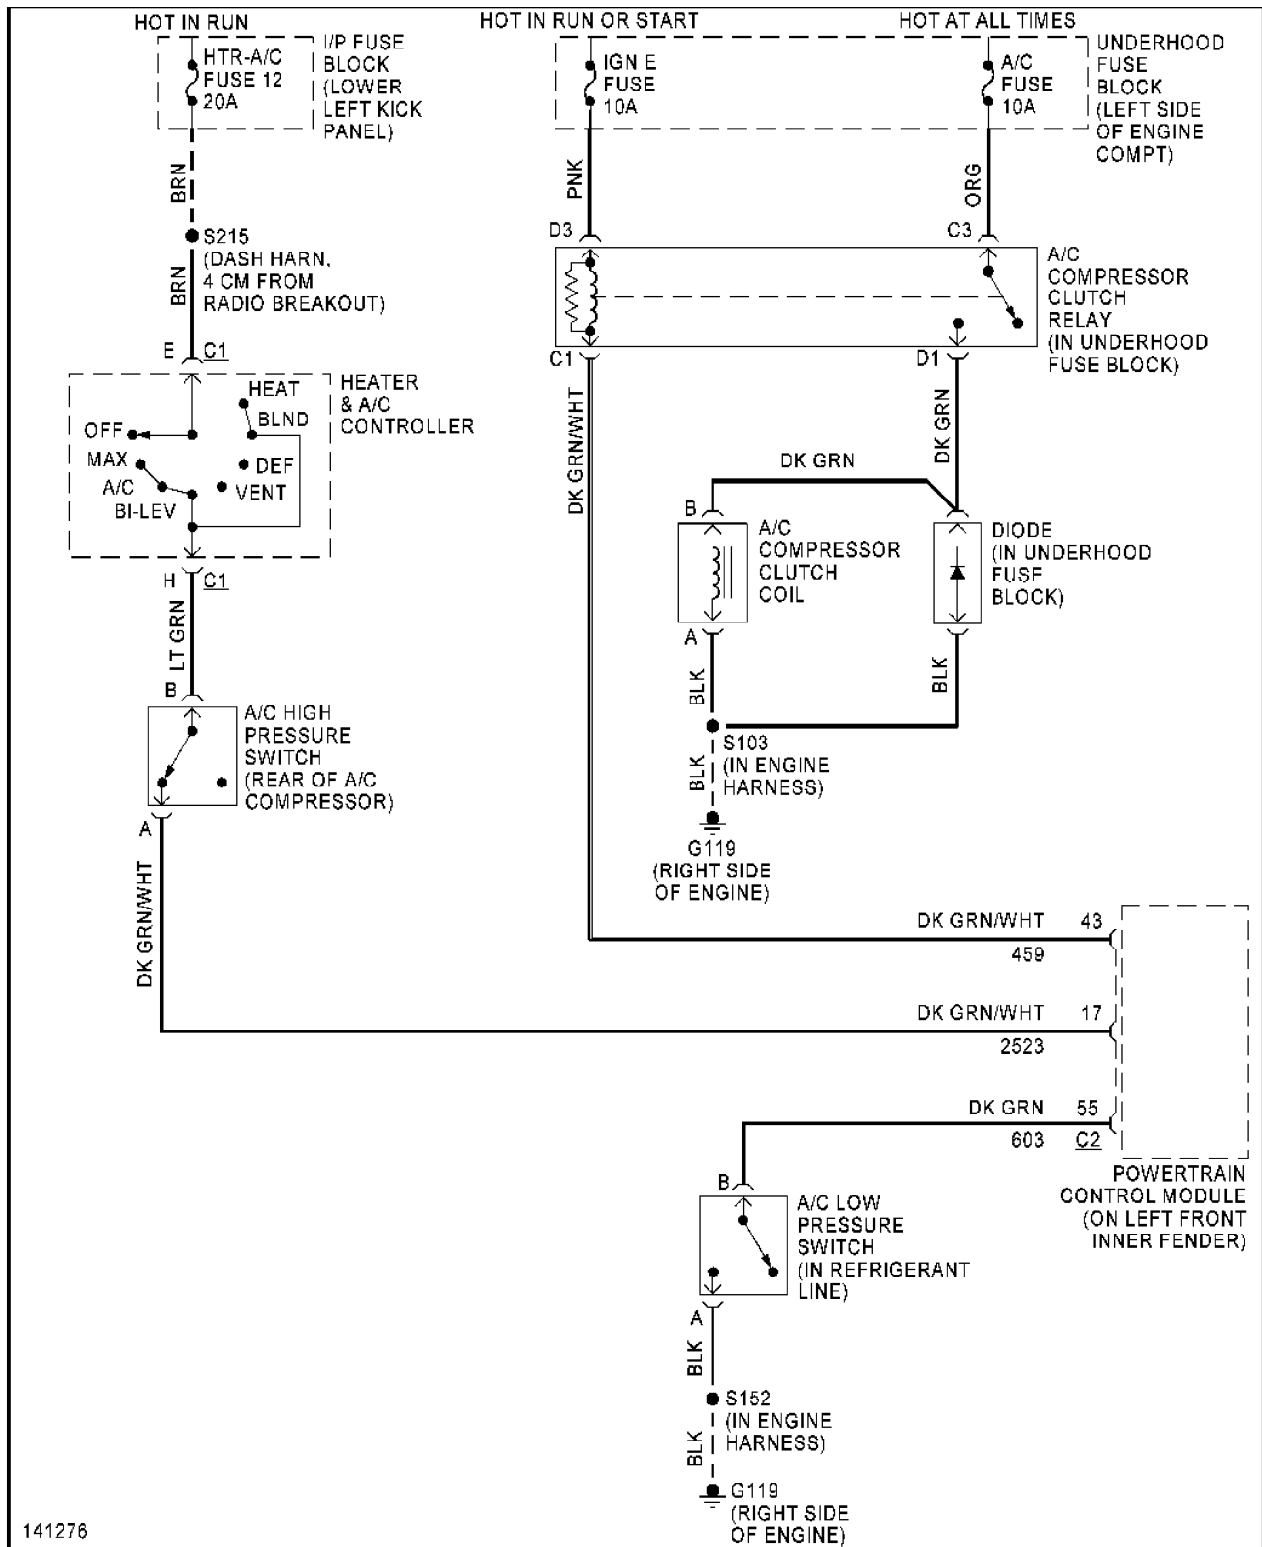 HOT IN RUN
HOT IN RUN OR START
HOT AT ALL TIMES
HTR-A/C
FUSE 12
20A
I/P FUSE
BLOCK
(LOWER
LEFT KICK
PANEL)
IGN E
FUSE
10A
A/C
FUSE
10A
UNDERHOOD
FUSE
BLOCK
(LEFT SIDE
OF ENGINE
COMPT)
BRN
PNK
ORG
S215
(DASH HARN,
4 CM FROM
RADIO BREAKOUT)
BRN
D3
C3
A/C
COMPRESSOR
CLUTCH
RELAY
(IN UNDERHOOD
FUSE BLOCK)
E C1
C1
D1
HEATER
& A/C
CONTROLLER
HEAT
BLND
OFF
MAX
A/C
BI-LEV
DEF
VENT
DK GRN/WHT
DK GRN
DK GRN
H C1
LT GRN
B
A/C
COMPRESSOR
CLUTCH
COIL
A
DIODE
(IN UNDERHOOD
FUSF
BLOCK)
BLK
BLK
B
A/C HIGH
PRESSURE
SWITCH
(REAR OF A/C
COMPRESSOR)
A
S103
(IN ENGINE
HARNESS)
BLK
G119
(RIGHT SIDE
OF ENGINE)
DK GRN/WHT
DK GRN/WHT 43
459
DK GRN/WHT 17
2523
DK GRN 55
603 C2
POWERTRAIN
CONTROL MODULE
(ON LEFT FRONT
INNER FENDER)
B
A/C LOW
PRESSURE
SWITCH
(IN REFRIGERANT
LINE)
A
BLK
S152
(IN ENGINE
HARNESS)
BLK
G119
(RIGHT SIDE
OF ENGINE)
141276